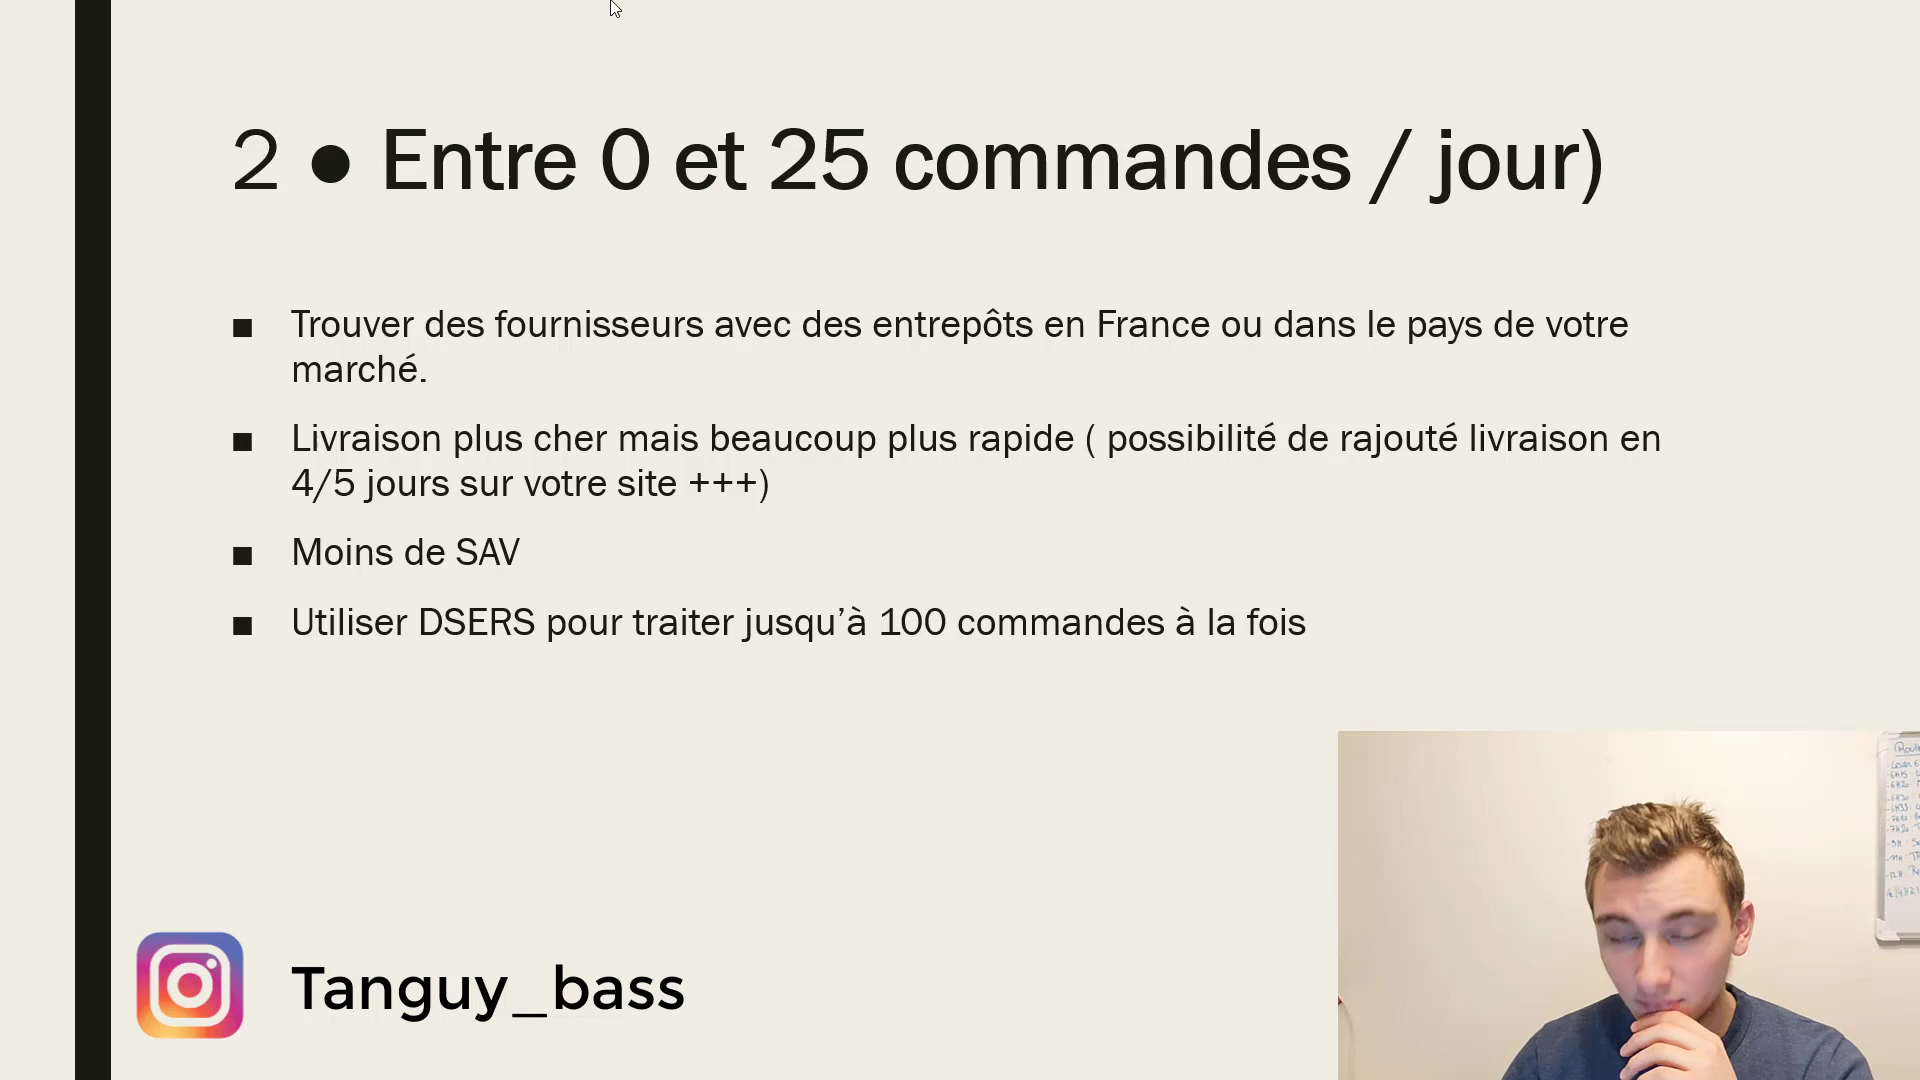 2 ● Entre 0 et 25 commandes / jour)
■ Trouver des fournisseurs avec des entrepôts en France ou dans le pays de votre
marché.
■ Livraison plus cher mais beaucoup plus rapide ( possibilité de rajouté livraison en
4/5 jours sur votre site +++)
■ Moins de SAV
■ Utiliser DSERS pour traiter jusqu’à 100 commandes à la fois
Tanguy_bass